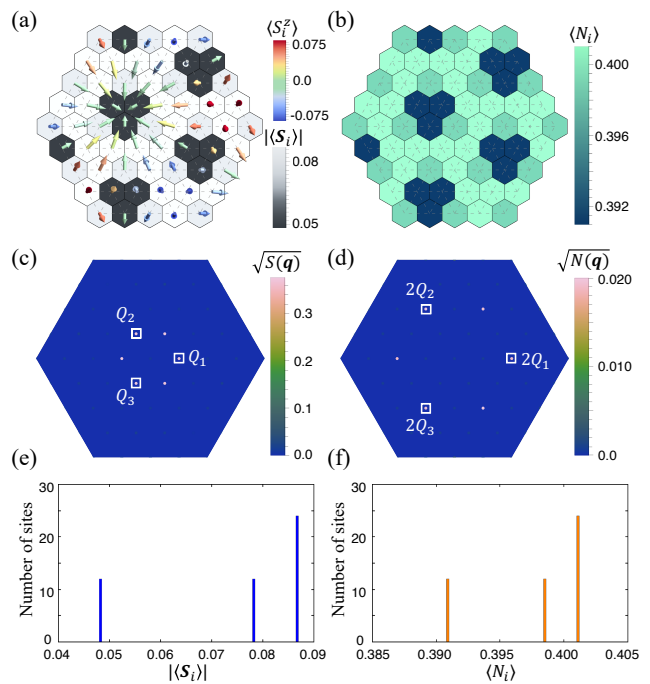 (a)
⟨S_i^z⟩
0.075
0.0
-0.075
|⟨S_i⟩|
0.08
0.05
(b)
⟨N_i⟩
0.400
0.396
0.392
(c)
√S(q)
0.3
0.2
0.1
0.0
Q_2
Q_1
Q_3
(d)
√N(q)
0.020
0.010
0.0
2Q_2
2Q_1
2Q_3
(e)
Number of sites
30
20
10
0
0.04 0.05 0.06 0.07 0.08 0.09
|⟨S_i⟩|
(f)
Number of sites
30
20
10
0
0.385 0.390 0.395 0.400 0.405
⟨N_i⟩